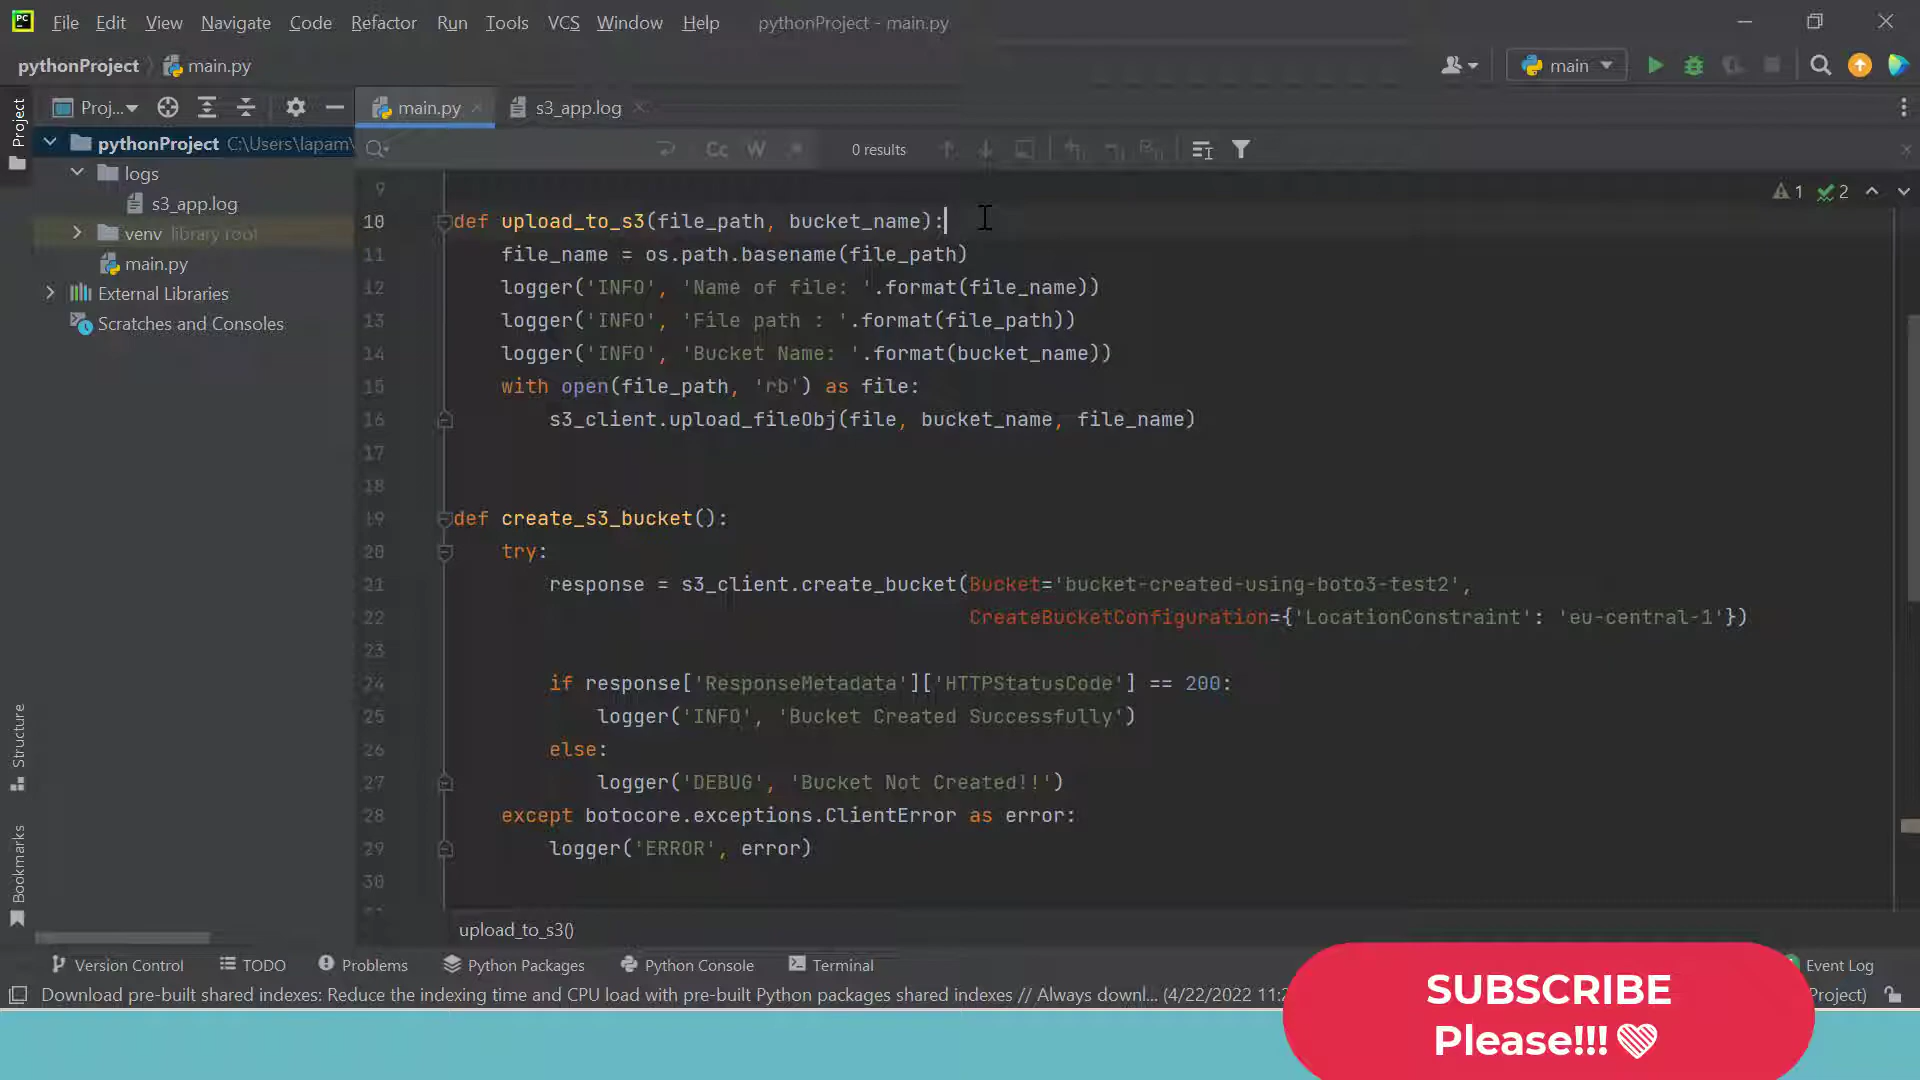 File Edit View Navigate Code Refactor Run Tools VCS Window Help pythonProject - main.py
pythonProject main.py main
Proj... main.py s3_app.log
Project
Cc W 0 results
pythonProject C:\Users\lapam\
logs
s3_app.log
venv library root
main.py
External Libraries
Scratches and Consoles
Structure
Bookmarks
1 2
9
10 def upload_to_s3(file_path, bucket_name):
11 file_name = os.path.basename(file_path)
12 logger('INFO', 'Name of file: '.format(file_name))
13 logger('INFO', 'File path : '.format(file_path))
14 logger('INFO', 'Bucket Name: '.format(bucket_name))
15 with open(file_path, 'rb') as file:
16 s3_client.upload_fileObj(file, bucket_name, file_name)
17
18
19 def create_s3_bucket():
20 try:
21 response = s3_client.create_bucket(Bucket='bucket-created-using-boto3-test2',
22 CreateBucketConfiguration={'LocationConstraint': 'eu-central-1'})
23
24 if response['ResponseMetadata']['HTTPStatusCode'] == 200:
25 logger('INFO', 'Bucket Created Successfully')
26 else:
27 logger('DEBUG', 'Bucket Not Created!!')
28 except botocore.exceptions.ClientError as error:
29 logger('ERROR', error)
30
upload_to_s3()
Version Control TODO Problems Python Packages Python Console Terminal Event Log
Download pre-built shared indexes: Reduce the indexing time and CPU load with pre-built Python packages shared indexes // Always downl... (4/22/2022 11:2 Project)
SUBSCRIBE
Please!!!